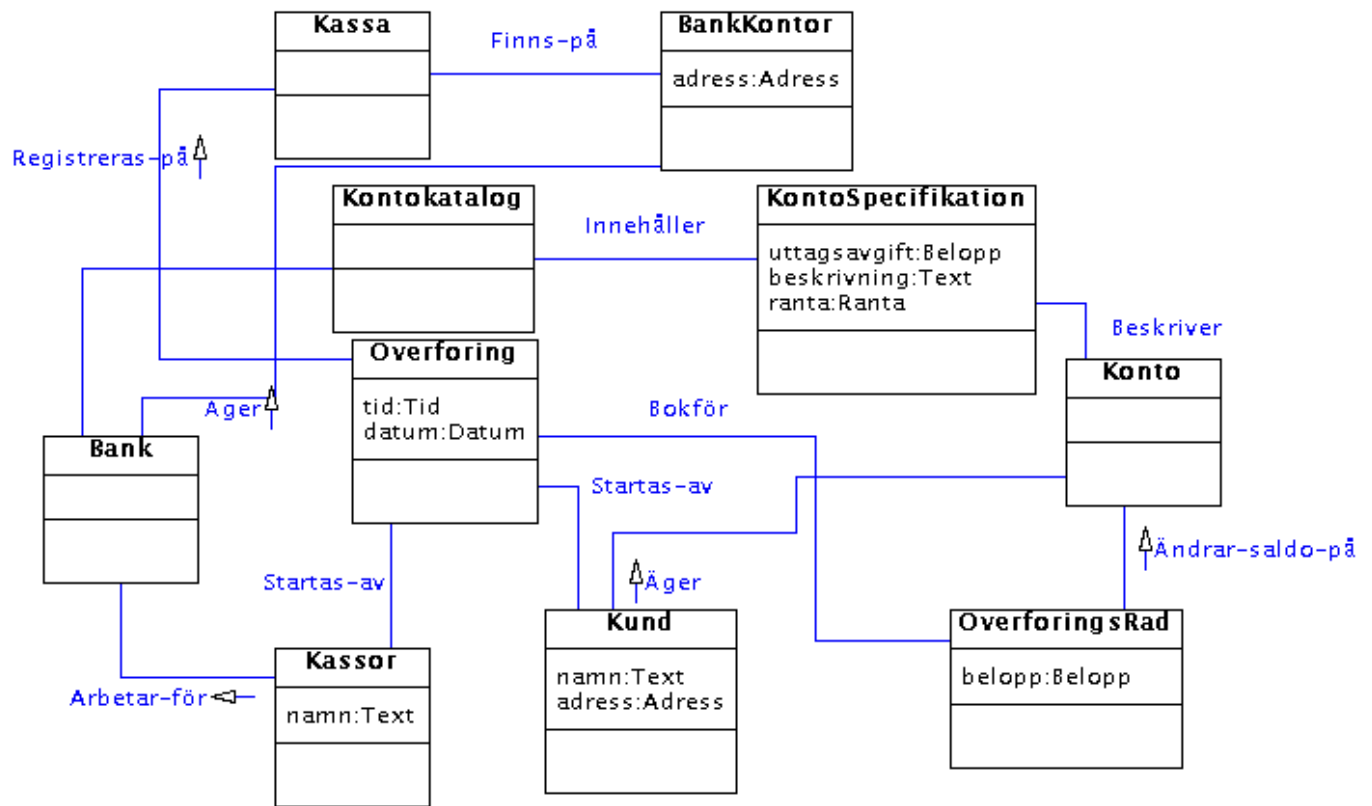 Kassa
Finns-på
BankKontor
adress:Adress
Registreras-på
Kontokatalog
Innehåller
KontoSpecifikation
uttagsavgift:Belopp
beskrivning:Text
ranta:Ranta
Beskriver
Overforing
tid:Tid
datum:Datum
Ager
Bokför
Konto
Bank
Startas-av
Ändrar-saldo-på
Startas-av
Äger
Kund
namn:Text
adress:Adress
OverforingsRad
belopp:Belopp
Kassor
namn:Text
Arbetar-för